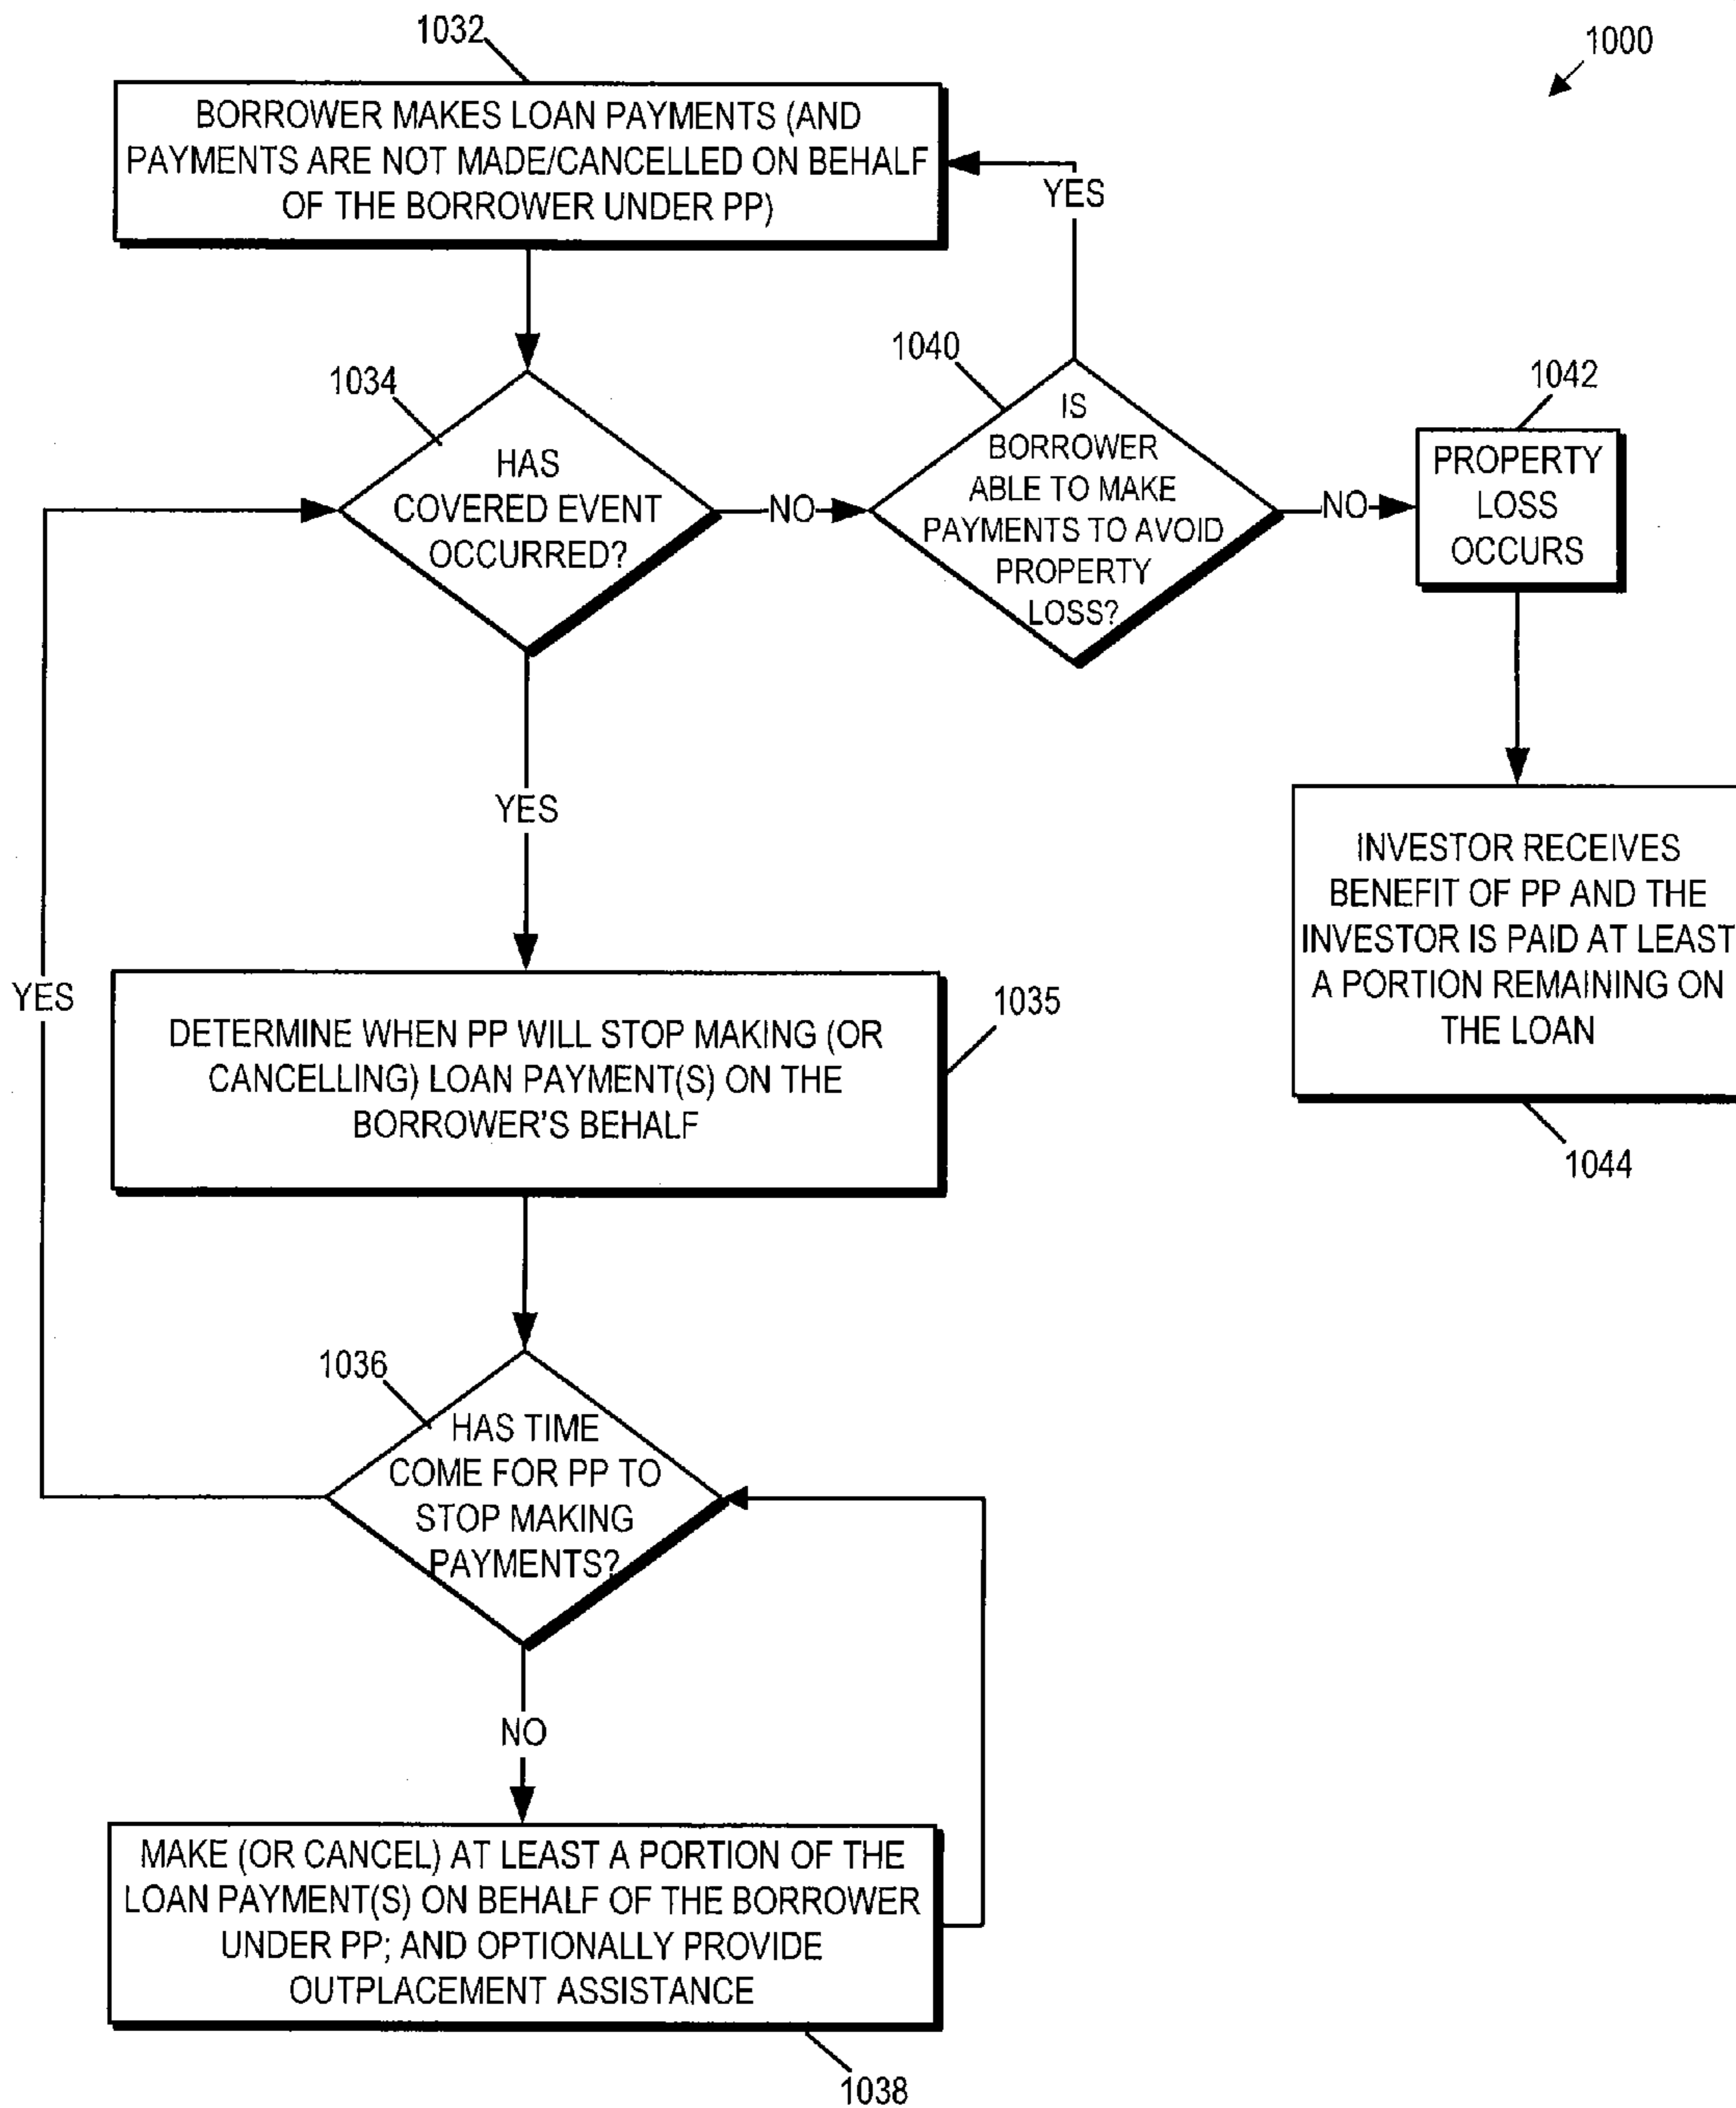 1032
1000
BORROWER MAKES LOAN PAYMENTS (AND
PAYMENTS ARE NOT MADE/CANCELLED ON BEHALF
OF THE BORROWER UNDER PP)
YES
1034
HAS
COVERED EVENT
OCCURRED?
NO
1040
IS
BORROWER
ABLE TO MAKE
PAYMENTS TO AVOID
PROPERTY
LOSS?
NO
1042
PROPERTY
LOSS
OCCURS
YES
INVESTOR RECEIVES
BENEFIT OF PP AND THE
INVESTOR IS PAID AT LEAST
A PORTION REMAINING ON
THE LOAN
1044
YES
1035
DETERMINE WHEN PP WILL STOP MAKING (OR
CANCELLING) LOAN PAYMENT(S) ON THE
BORROWER'S BEHALF
1036
HAS TIME
COME FOR PP TO
STOP MAKING
PAYMENTS?
NO
MAKE (OR CANCEL) AT LEAST A PORTION OF THE
LOAN PAYMENT(S) ON BEHALF OF THE BORROWER
UNDER PP; AND OPTIONALLY PROVIDE
OUTPLACEMENT ASSISTANCE
1038